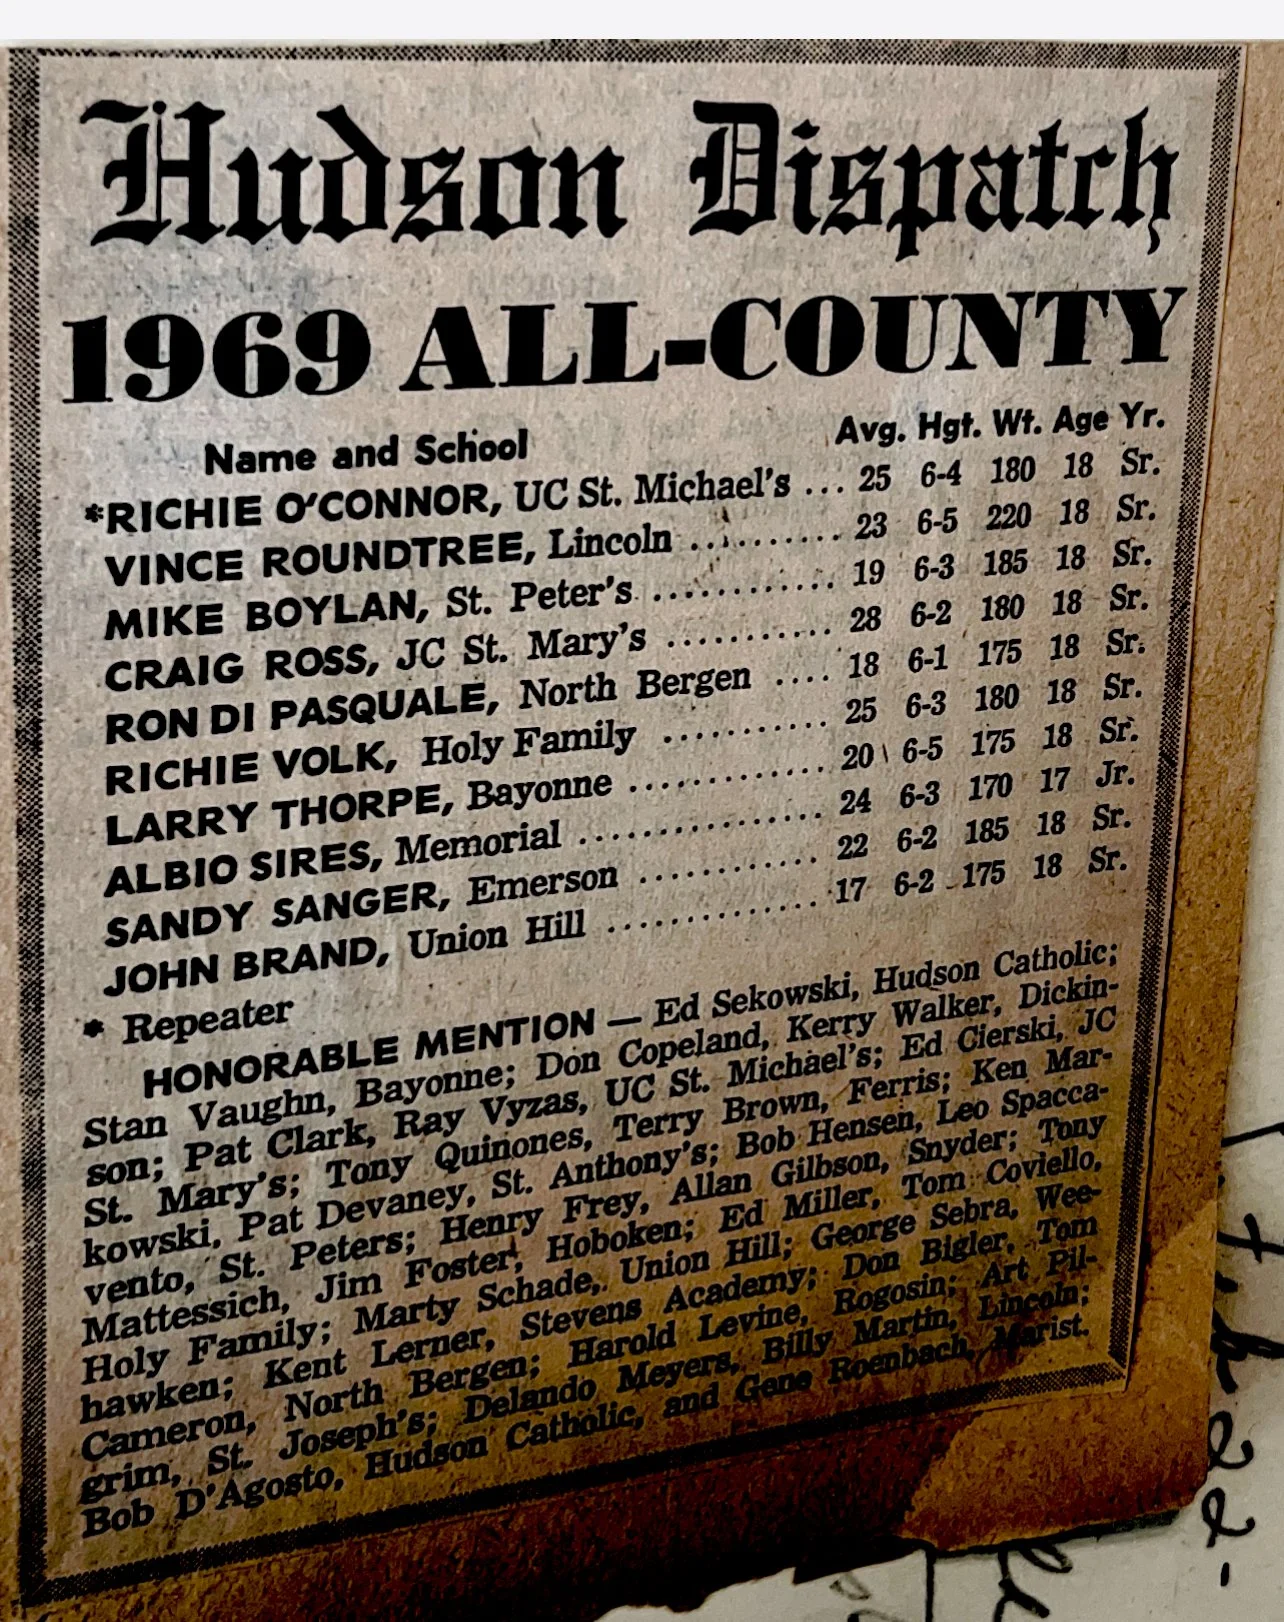 Hudson Dispatch
1969 ALL-COUNTY
Name and School Avg. Hgt. Wt. Age Yr.
*RICHIE O'CONNOR, UC St. Michael's ... 25 6-4 180 18 Sr.
VINCE ROUNDTREE, Lincoln .......... 23 6-5 220 18 Sr.
MIKE BOYLAN, St. Peter's ............ 19 6-3 185 18 Sr.
CRAIG ROSS, JC St. Mary's ........... 28 6-2 180 18 Sr.
RON DI PASQUALE, North Bergen .... 18 6-1 175 18 Sr.
RICHIE VOLK, Holy Family ........... 25 6-3 180 18 Sr.
LARRY THORPE, Bayonne ............. 20 6-5 175 18 Sr.
ALBIO SIRES, Memorial ................ 24 6-3 170 17 Jr.
SANDY SANGER, Emerson ............ 22 6-2 185 18 Sr.
JOHN BRAND, Union Hill .............. 17 6-2 175 18 Sr.
* Repeater
HONORABLE MENTION — Ed Sekowski, Hudson Catholic;
Stan Vaughn, Bayonne; Don Copeland, Kerry Walker, Dickin-
son; Pat Clark, Ray Vyzas, UC St. Michael's; Ed Cierski, JC
St. Mary's; Tony Quinones, Terry Brown, Ferris; Ken Mar-
kowski, Pat Devaney, St. Anthony's; Bob Hensen, Leo Spacca-
vento, St. Peters; Henry Frey, Allan Gilbson, Snyder; Tony
Mattessich, Jim Foster, Hoboken; Ed Miller, Tom Coviello,
Holy Family; Marty Schade, Union Hill; George Sebra, Wee-
hawken; Kent Lerner, Stevens Academy; Don Bigler, Tom
Cameron, North Bergen; Harold Levine, Rogosin; Art Pil-
grim, St. Joseph's; Delando Meyers, Billy Martin, Lincoln;
Bob D'Agosto, Hudson Catholic, and Gene Roenbach, Marist.